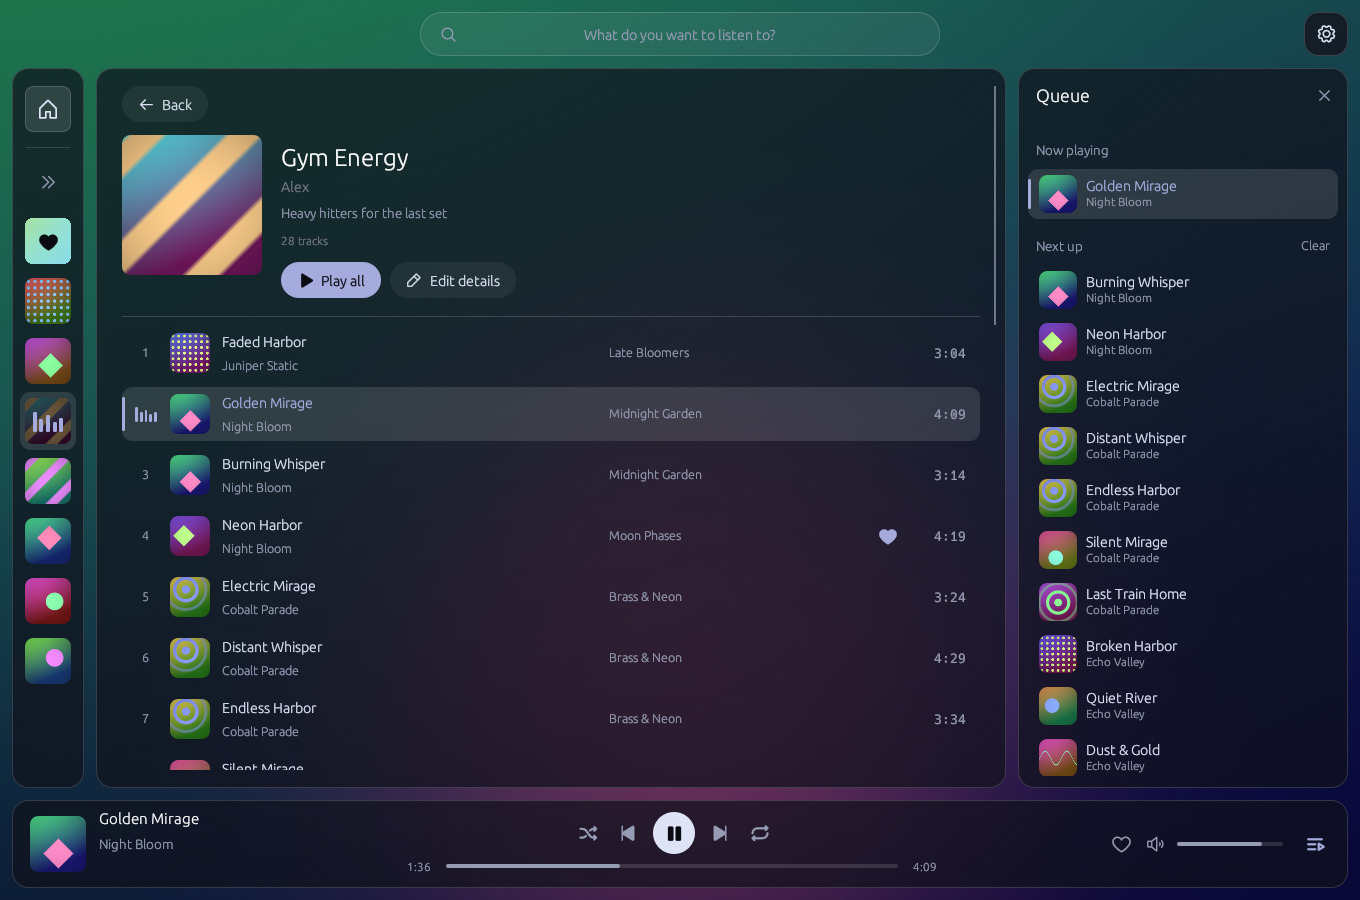 What do you want to listen to?
Back
Gym Energy
Alex
Heavy hitters for the last set
28 tracks
Play all
Edit details
1
Faded Harbor
Juniper Static
Late Bloomers
3:04
Golden Mirage
Night Bloom
Midnight Garden
4:09
3
Burning Whisper
Night Bloom
Midnight Garden
3:14
4
Neon Harbor
Night Bloom
Moon Phases
4:19
5
Electric Mirage
Cobalt Parade
Brass & Neon
3:24
6
Distant Whisper
Cobalt Parade
Brass & Neon
4:29
7
Endless Harbor
Cobalt Parade
Brass & Neon
3:34
Silent Mirage
Queue
Now playing
Golden Mirage
Night Bloom
Next up
Clear
Burning Whisper
Night Bloom
Neon Harbor
Night Bloom
Electric Mirage
Cobalt Parade
Distant Whisper
Cobalt Parade
Endless Harbor
Cobalt Parade
Silent Mirage
Cobalt Parade
Last Train Home
Cobalt Parade
Broken Harbor
Echo Valley
Quiet River
Echo Valley
Dust & Gold
Echo Valley
Golden Mirage
Night Bloom
1:36
4:09